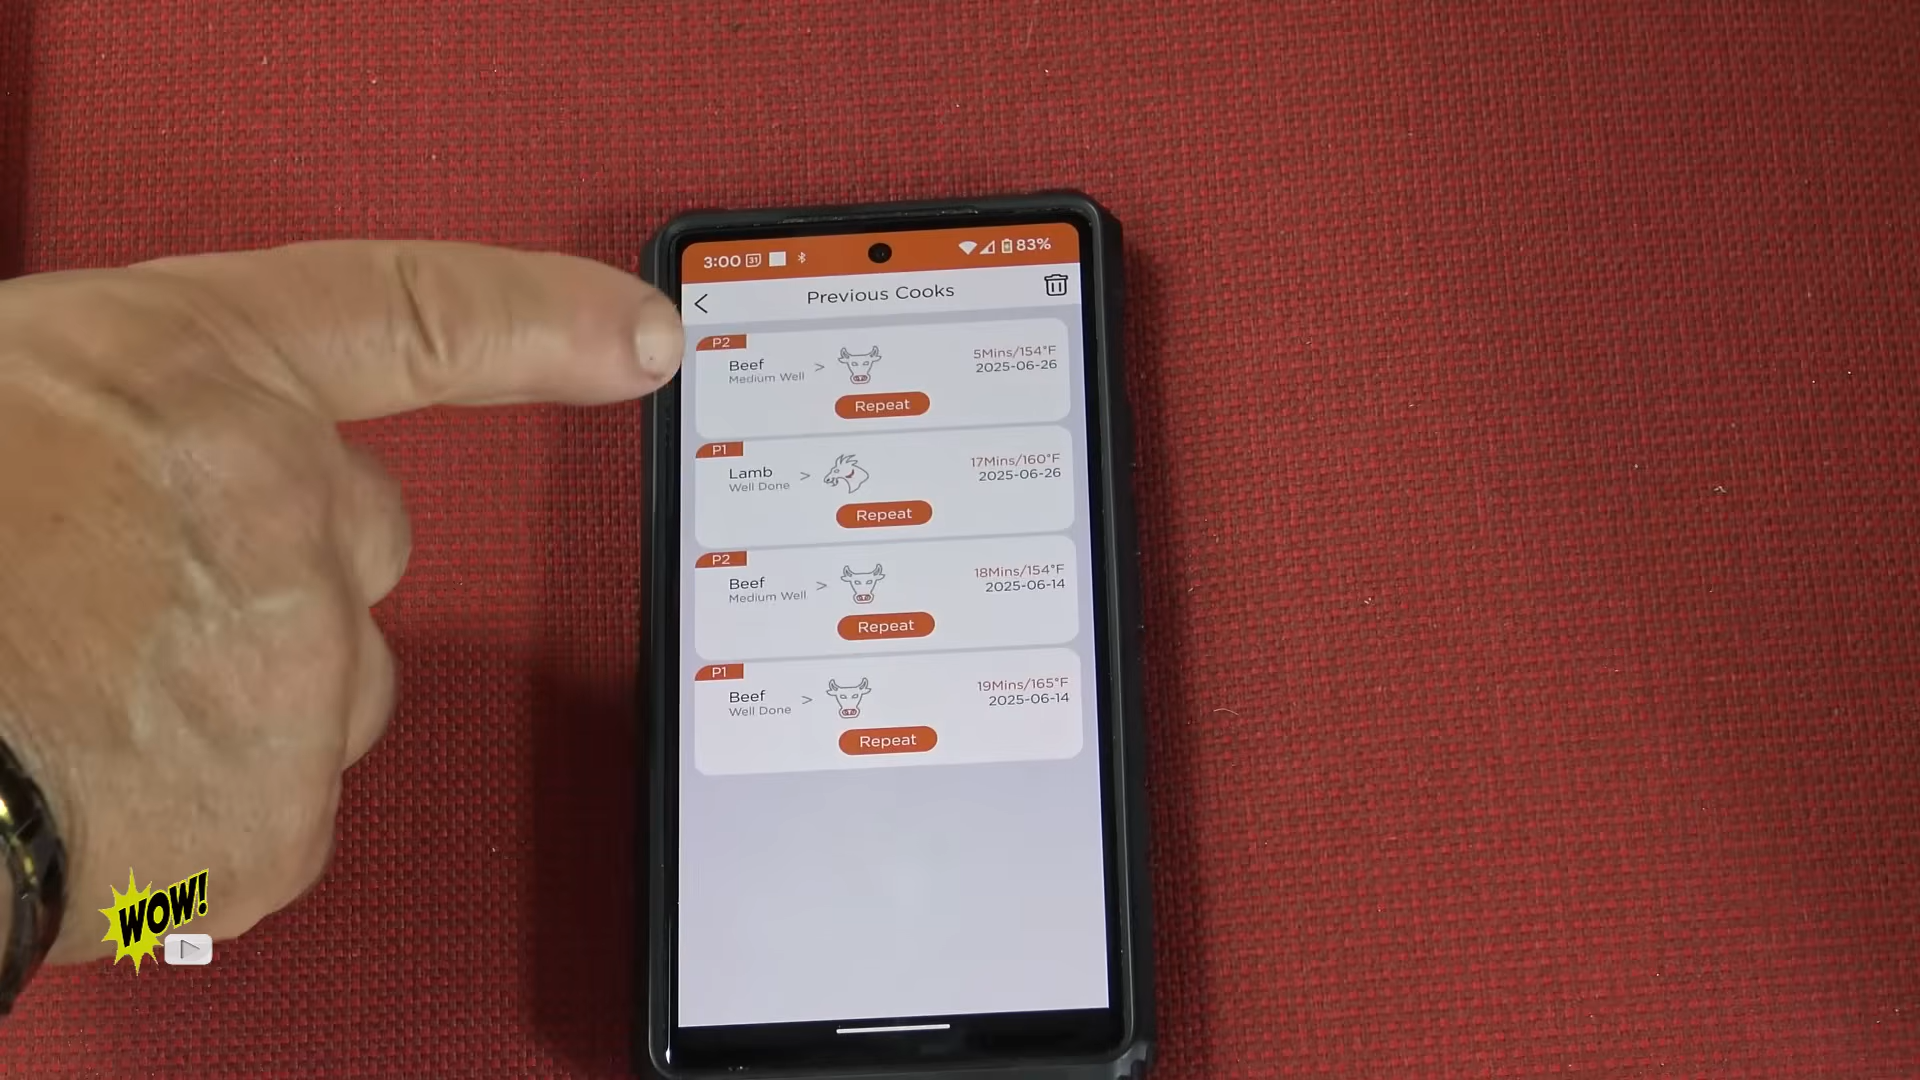 3:00 31 83%
Previous Cooks
P2
Beef > 5Mins/154°F
Medium Well 2025-06-26
Repeat
P1
Lamb > 17Mins/160°F
Well Done 2025-06-26
Repeat
P2
Beef > 18Mins/154°F
Medium Well 2025-06-14
Repeat
P1
Beef > 19Mins/165°F
Well Done 2025-06-14
Repeat
WOW!